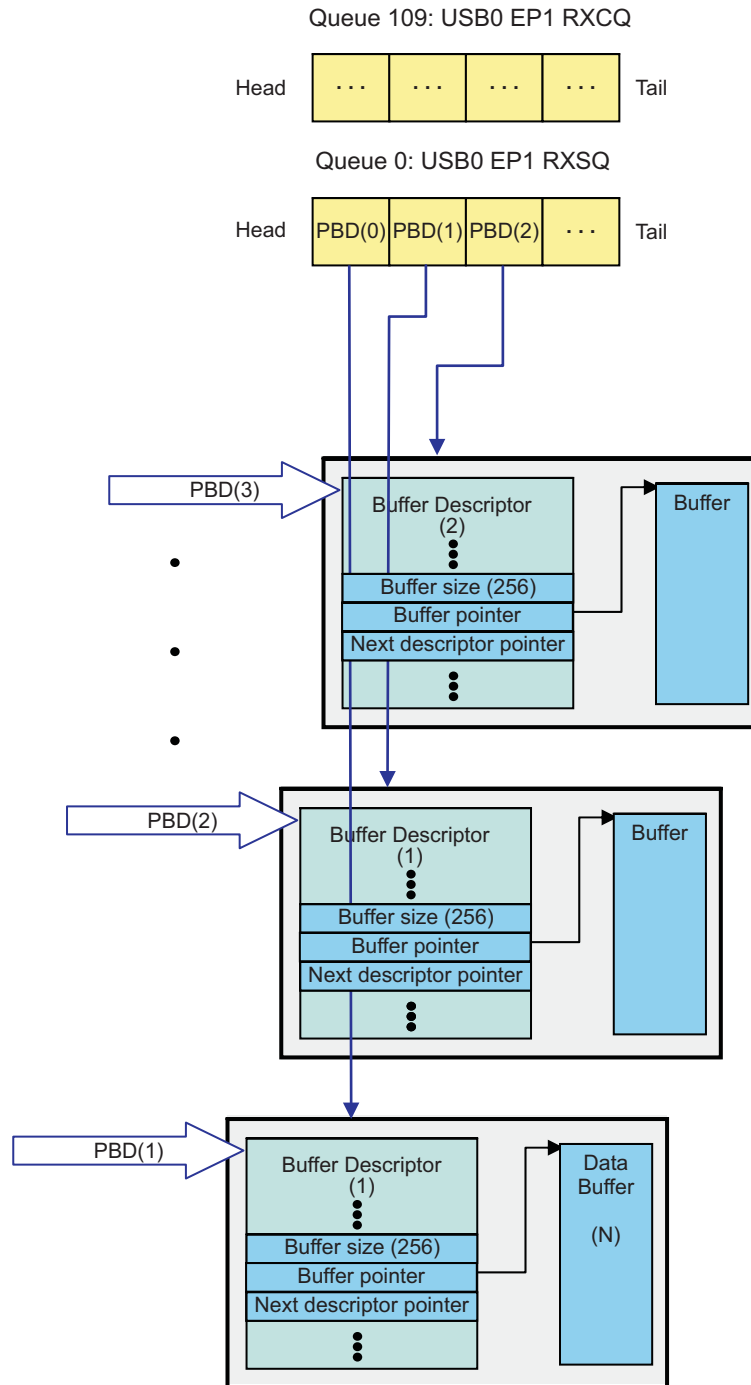 Queue 109: USB0 EP1 RXCQ
Head ... ... ... ... Tail
Queue 0: USB0 EP1 RXSQ
Head PBD(0) PBD(1) PBD(2) ... Tail
PBD(3)
Buffer Descriptor
(2)
Buffer size (256)
Buffer pointer
Next descriptor pointer
Buffer
PBD(2)
Buffer Descriptor
(1)
Buffer size (256)
Buffer pointer
Next descriptor pointer
Buffer
PBD(1)
Buffer Descriptor
(1)
Buffer size (256)
Buffer pointer
Next descriptor pointer
Data
Buffer
(N)